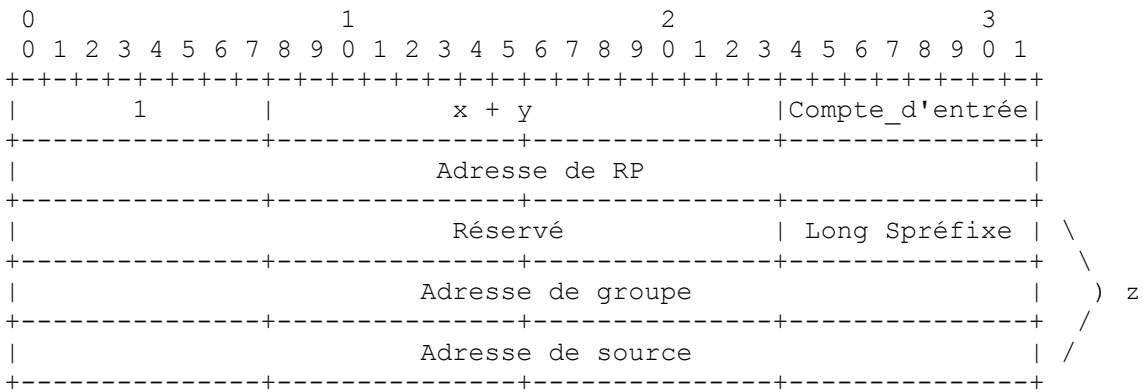 0                   1                   2                   3
0 1 2 3 4 5 6 7 8 9 0 1 2 3 4 5 6 7 8 9 0 1 2 3 4 5 6 7 8 9 0 1
+-+-+-+-+-+-+-+-+-+-+-+-+-+-+-+-+-+-+-+-+-+-+-+-+-+-+-+-+-+-+-+-+
|       1       |           x + y               |Compte_d'entrée|
+---------------+---------------+---------------+---------------+
|                          Adresse de RP                        |
+---------------+---------------+---------------+---------------+
|                           Réservé             | Long Spréfixe | \
+---------------+---------------+---------------+---------------+  \
|                         Adresse de groupe                     |   ) z
+---------------+---------------+---------------+---------------+  /
|                         Adresse de source                     | /
+---------------+---------------+---------------+---------------+